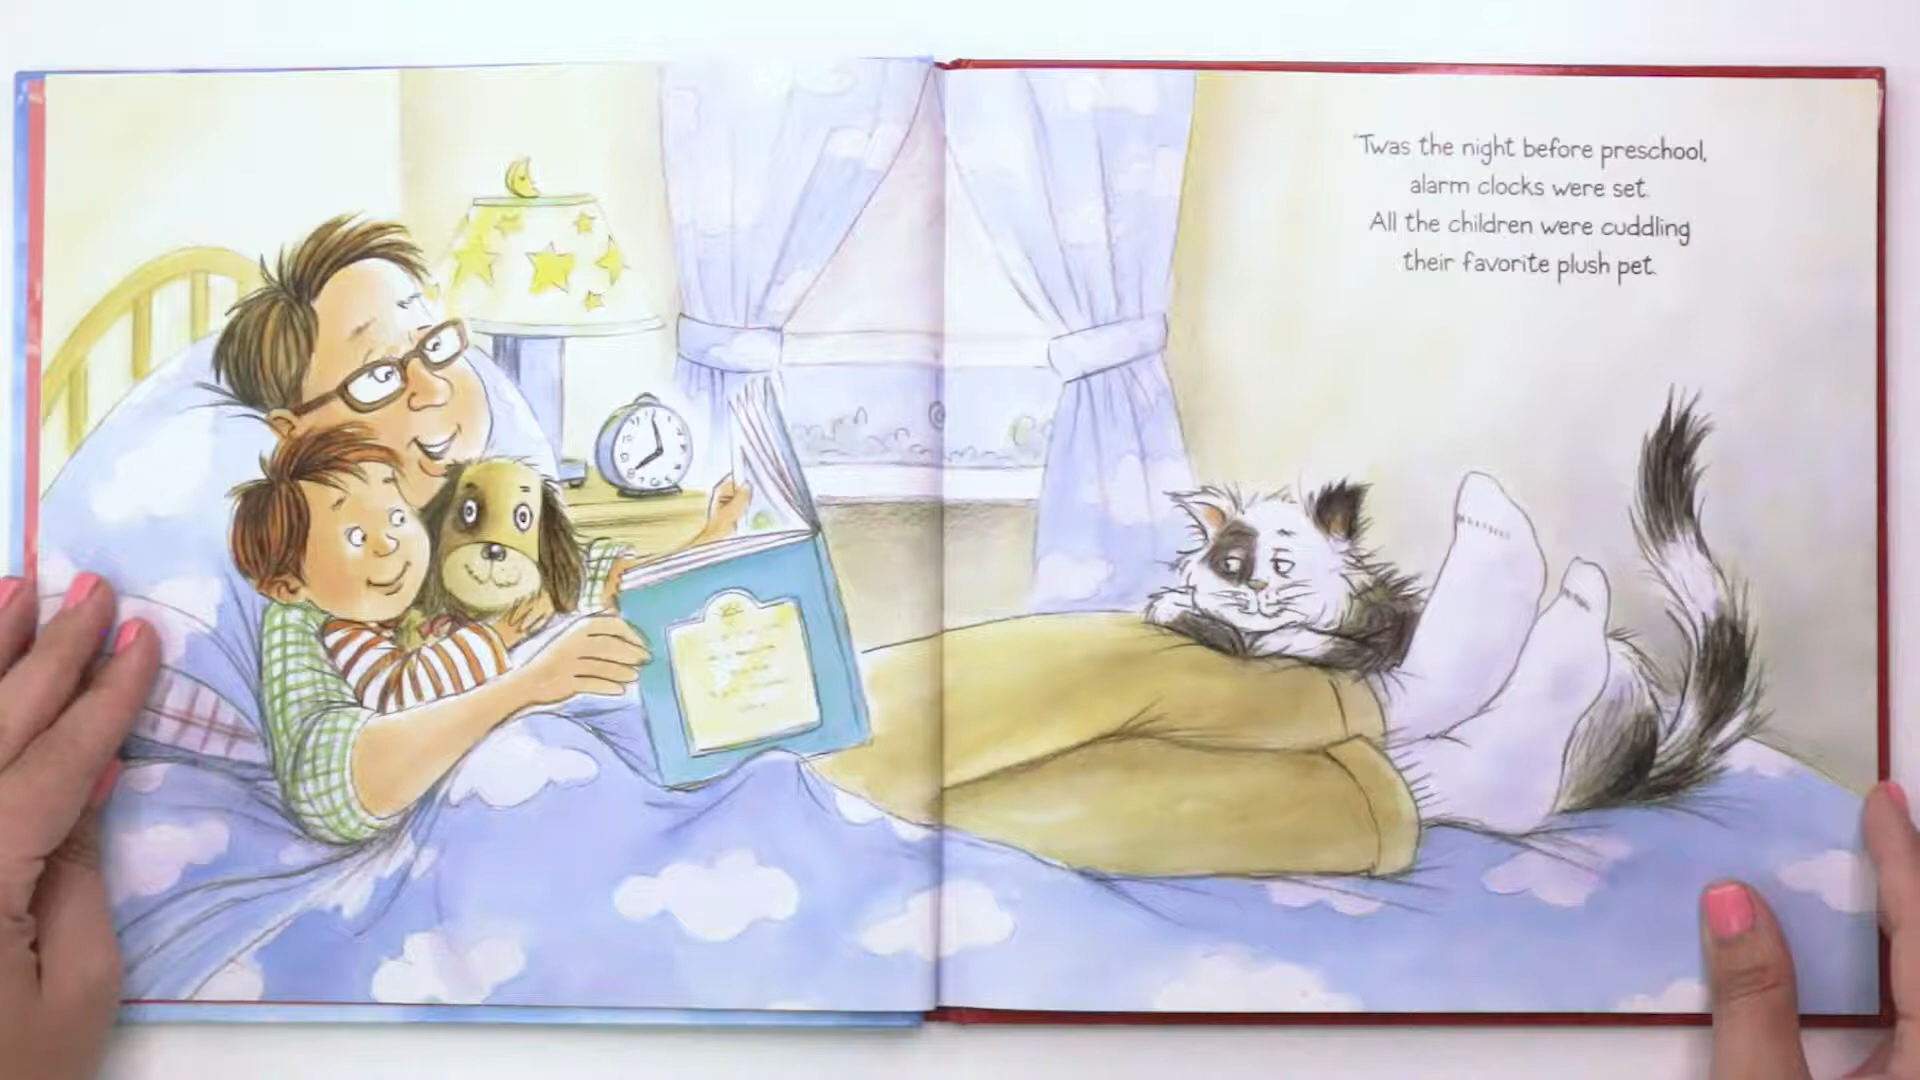 'Twas the night before preschool,
alarm clocks were set.
All the children were cuddling
their favorite plush pet.